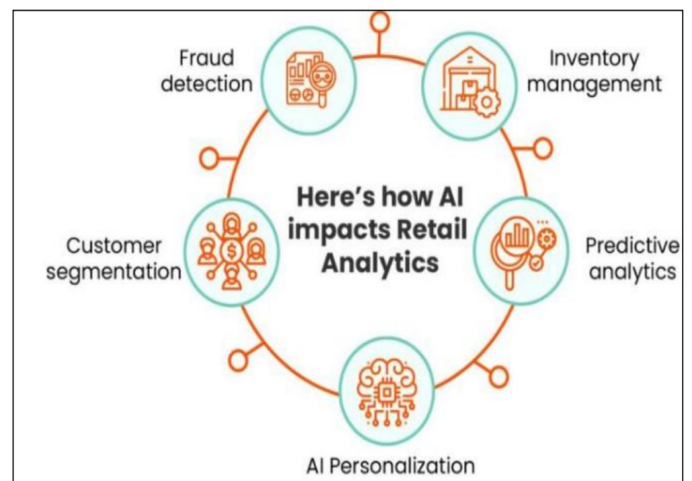 Fraud
detection
Inventory
management
Here's how AI
impacts Retail
Analytics
Customer
segmentation
$
Predictive
analytics
AI Personalization